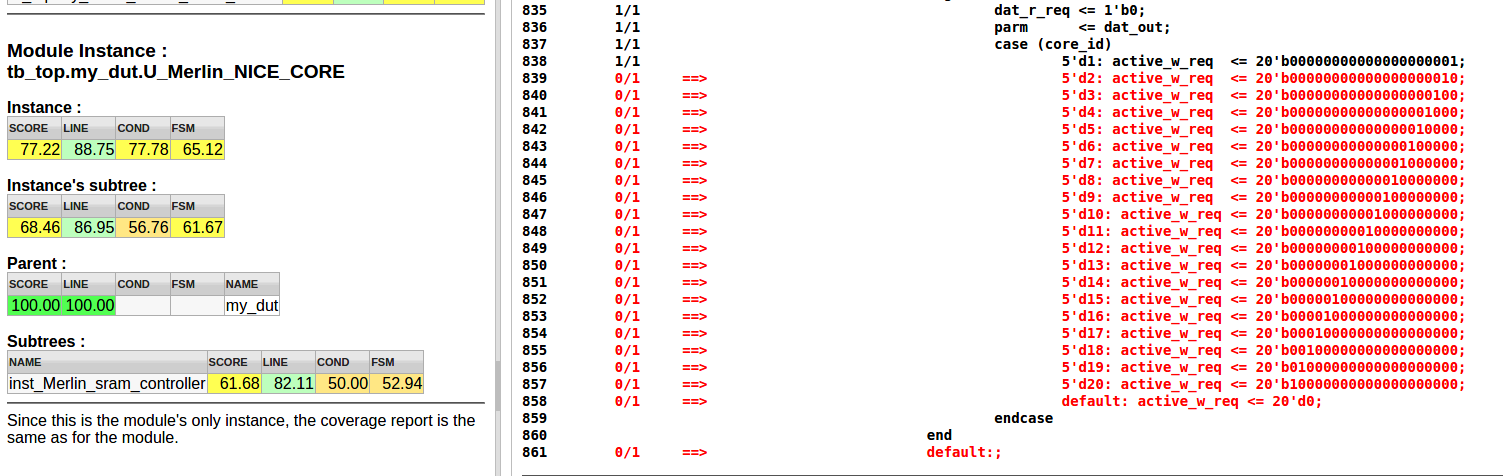 Module Instance :
tb_top.my_dut.U_Merlin_NICE_CORE
Instance :
SCORE LINE COND FSM
77.22 88.75 77.78 65.12
Instance's subtree :
SCORE LINE COND FSM
68.46 86.95 56.76 61.67
Parent :
SCORE LINE COND FSM NAME
100.00 100.00 my_dut
Subtrees :
NAME SCORE LINE COND FSM
inst_Merlin_sram_controller 61.68 82.11 50.00 52.94
Since this is the module's only instance, the coverage report is the
same as for the module.
835 1/1 dat_r_req <= 1'b0;
836 1/1 parm <= dat_out;
837 1/1 case (core_id)
838 1/1 5'd1: active_w_req <= 20'b00000000000000000001;
839 0/1 ==> 5'd2: active_w_req <= 20'b00000000000000000010;
840 0/1 ==> 5'd3: active_w_req <= 20'b00000000000000000100;
841 0/1 ==> 5'd4: active_w_req <= 20'b00000000000000001000;
842 0/1 ==> 5'd5: active_w_req <= 20'b00000000000000010000;
843 0/1 ==> 5'd6: active_w_req <= 20'b00000000000000100000;
844 0/1 ==> 5'd7: active_w_req <= 20'b00000000000001000000;
845 0/1 ==> 5'd8: active_w_req <= 20'b00000000000010000000;
846 0/1 ==> 5'd9: active_w_req <= 20'b00000000000100000000;
847 0/1 ==> 5'd10: active_w_req <= 20'b00000000001000000000;
848 0/1 ==> 5'd11: active_w_req <= 20'b00000000010000000000;
849 0/1 ==> 5'd12: active_w_req <= 20'b00000000100000000000;
850 0/1 ==> 5'd13: active_w_req <= 20'b00000001000000000000;
851 0/1 ==> 5'd14: active_w_req <= 20'b00000010000000000000;
852 0/1 ==> 5'd15: active_w_req <= 20'b00000100000000000000;
853 0/1 ==> 5'd16: active_w_req <= 20'b00001000000000000000;
854 0/1 ==> 5'd17: active_w_req <= 20'b00010000000000000000;
855 0/1 ==> 5'd18: active_w_req <= 20'b00100000000000000000;
856 0/1 ==> 5'd19: active_w_req <= 20'b01000000000000000000;
857 0/1 ==> 5'd20: active_w_req <= 20'b10000000000000000000;
858 0/1 ==> default: active_w_req <= 20'd0;
859 endcase
860 end
861 0/1 ==> default:;